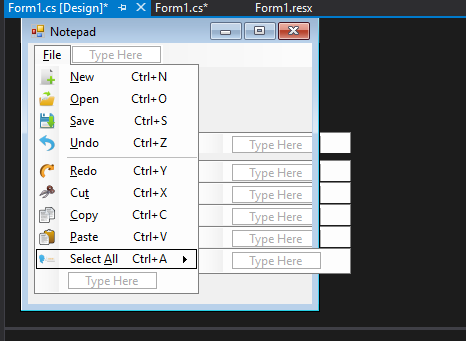 Form1.cs [Design]* Form1.cs* Form1.resx
Notepad
File Type Here
New Ctrl+N
Open Ctrl+O
Save Ctrl+S
Undo Ctrl+Z Type Here
Redo Ctrl+Y Type Here
Cut Ctrl+X Type Here
Copy Ctrl+C Type Here
Paste Ctrl+V Type Here
Select All Ctrl+A Type Here
Type Here